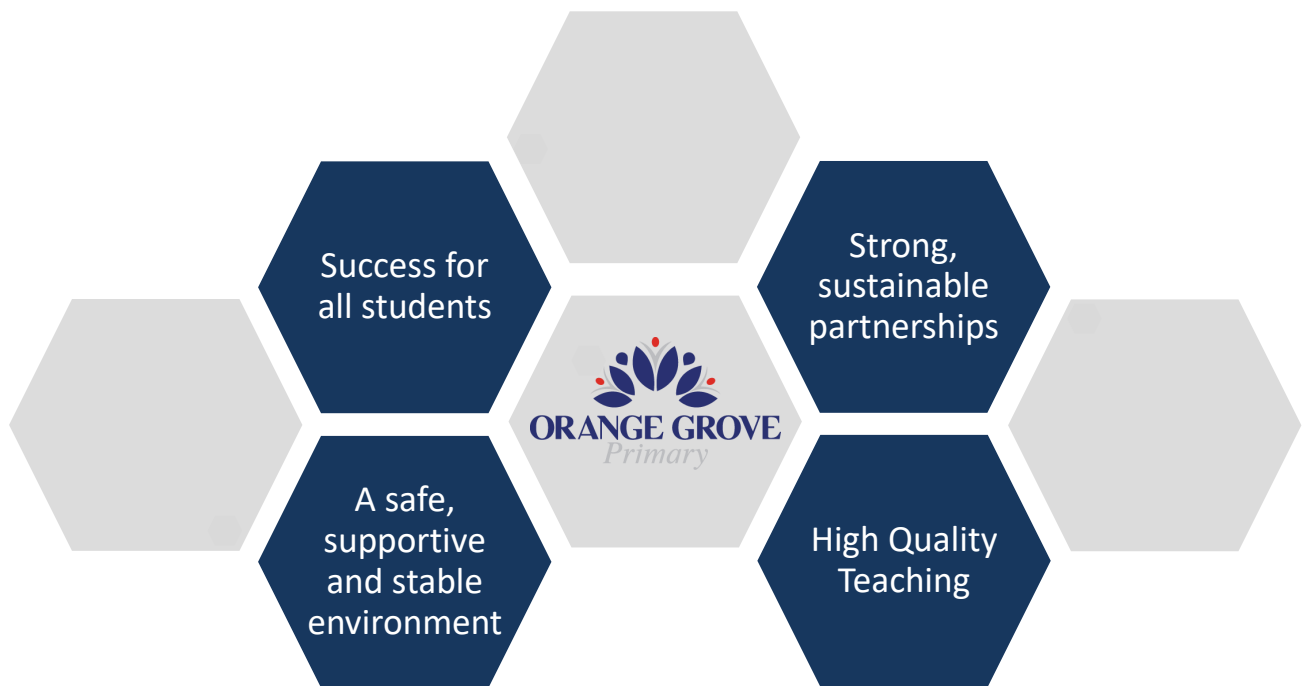 Success for
all students
Strong,
sustainable
partnerships
ORANGE GROVE
Primary
A safe,
supportive
and stable
environment
High Quality
Teaching